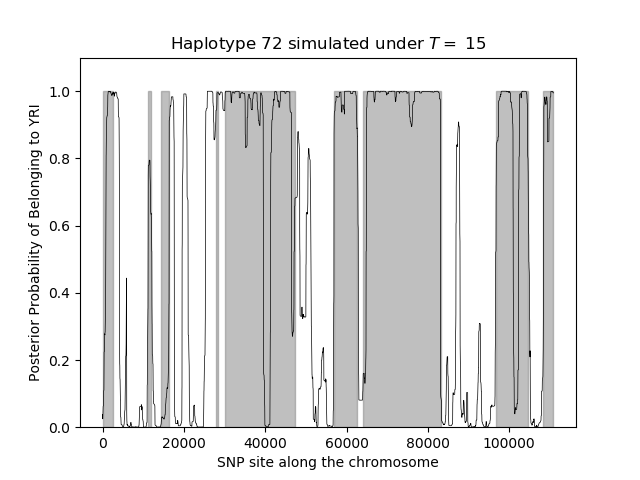 Haplotype 72 simulated under T = 15
Posterior Probability of Belonging to YRI
1.0
0.8
0.6
0.4
0.2
0.0
0 20000 40000 60000 80000 100000
SNP site along the chromosome